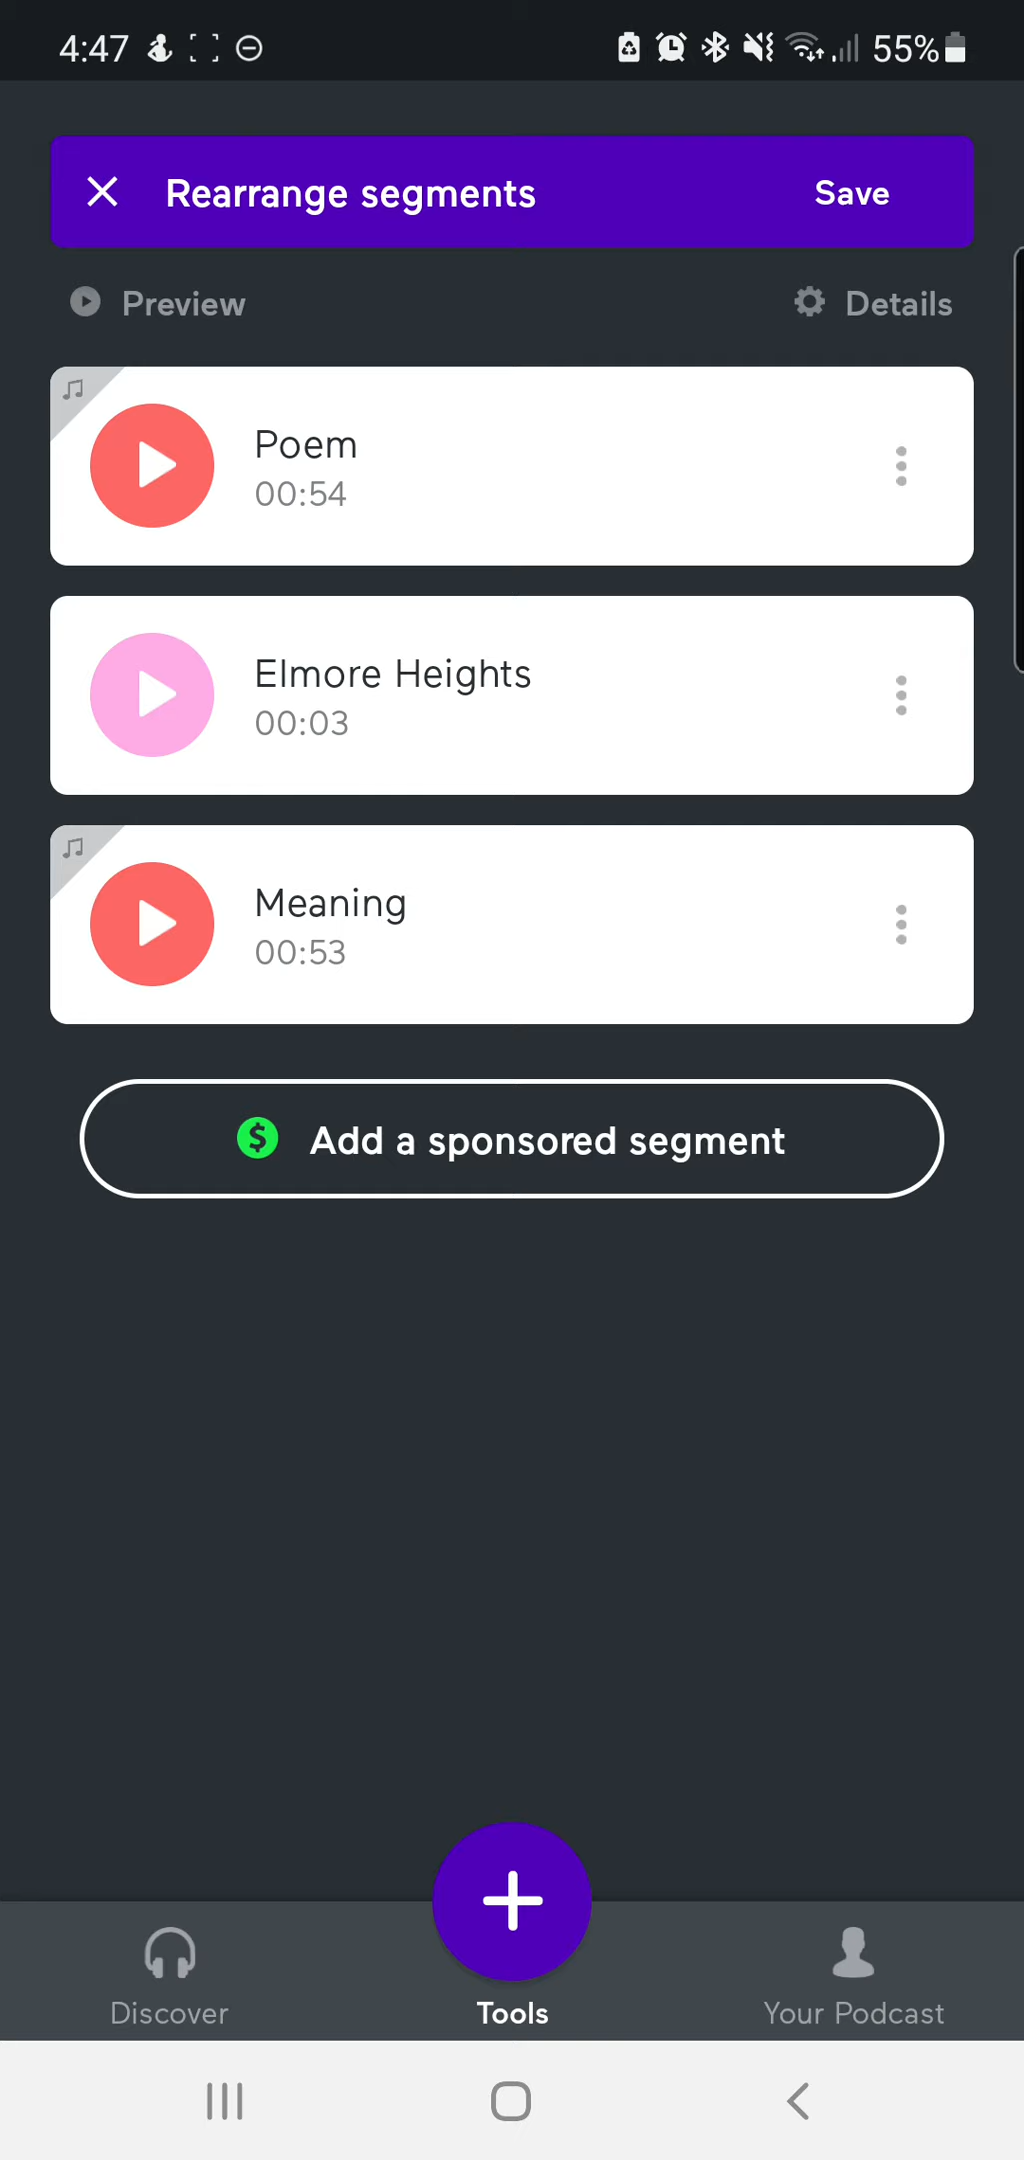 4:47
55%
Rearrange segments
Save
Preview
Details
Poem
00:54
Elmore Heights
00:03
Meaning
00:53
$ Add a sponsored segment
Discover
Tools
Your Podcast